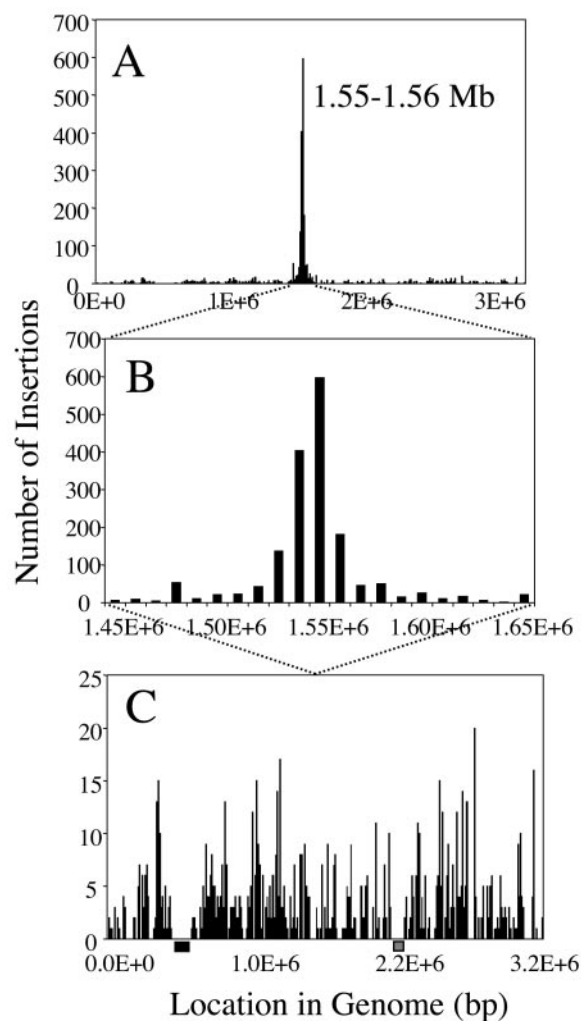 700
600
500
400
300
200
100
0
A
1.55-1.56 Mb
0E+0 1E+6 2E+6 3E+6
Number of Insertions
700
600
500
400
300
200
100
0
B
1.45E+6 1.50E+6 1.55E+6 1.60E+6 1.65E+6
25
20
15
10
5
0
C
0.0E+0 1.0E+6 2.2E+6 3.2E+6
Location in Genome (bp)